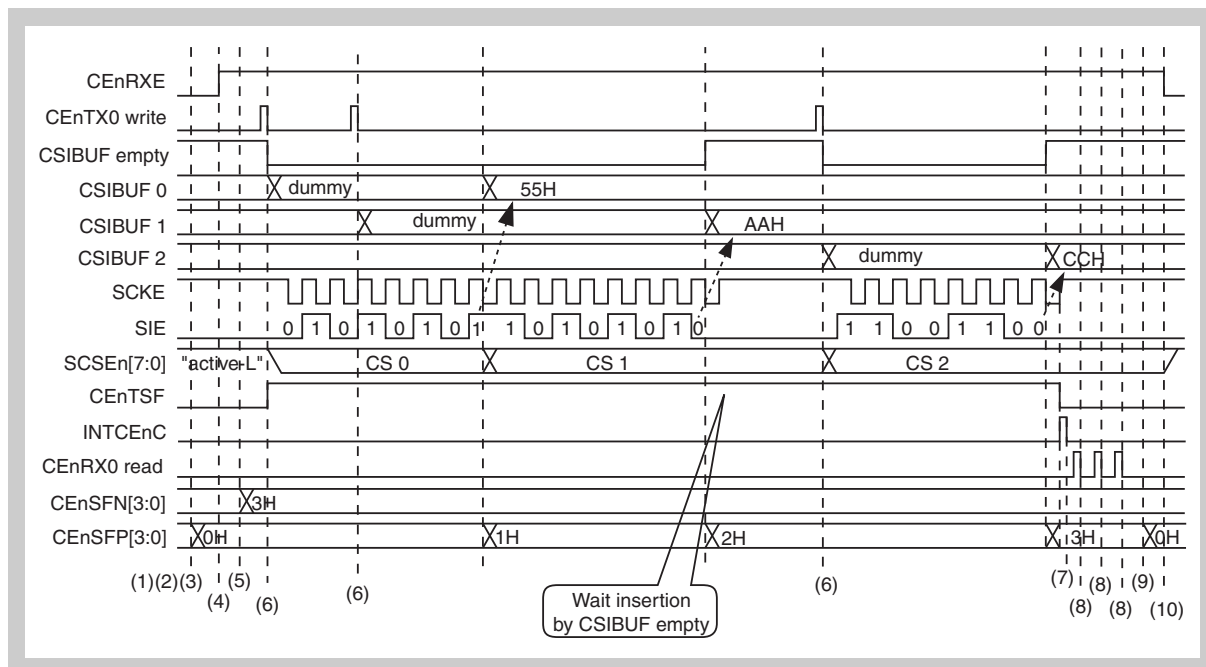 CEnRXE
CEnTX0 write
CSIBUF empty
CSIBUF 0 dummy 55H
CSIBUF 1 dummy AAH
CSIBUF 2 dummy CCH
SCKE
SIE 0 1 0 1 0 1 0 1 1 0 1 0 1 0 1 0 1 1 0 0 1 1 0 0
SCSEn[7:0] "active-L" CS 0 CS 1 CS 2
CEnTSF
INTCEnC
CEnRX0 read
CEnSFN[3:0] 3H
CEnSFP[3:0] 0H 1H 2H 3H 0H
(1)(2)(3) (5) (6) (6) (7) (8) (9)
(4) (6) (8) (8) (10)
Wait insertion
by CSIBUF empty